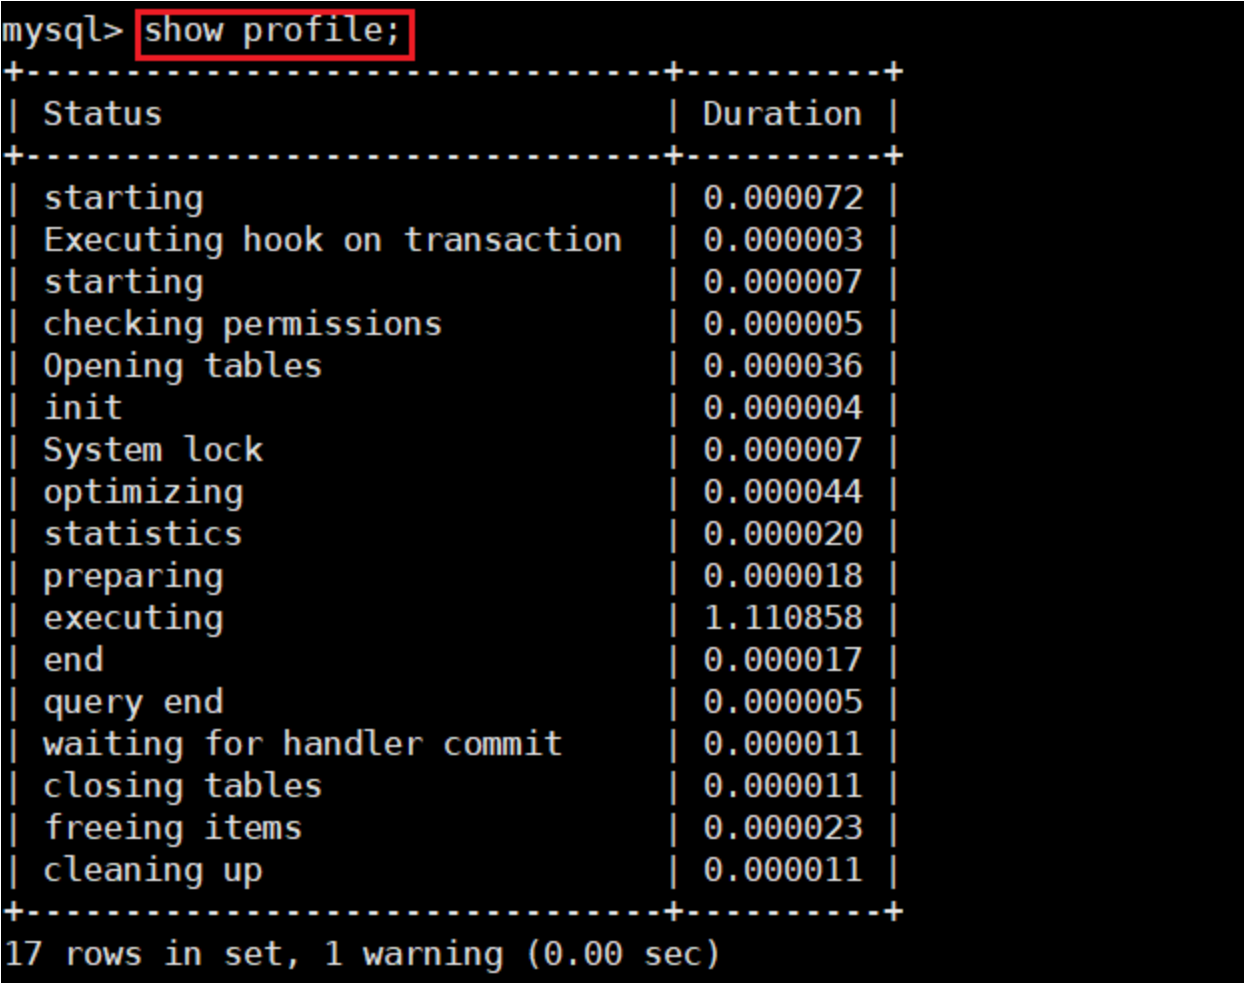 mysql> show profile;
+--------------------------------+----------+
| Status                         | Duration |
+--------------------------------+----------+
| starting                       | 0.000072 |
| Executing hook on transaction  | 0.000003 |
| starting                       | 0.000007 |
| checking permissions           | 0.000005 |
| Opening tables                 | 0.000036 |
| init                           | 0.000004 |
| System lock                    | 0.000007 |
| optimizing                     | 0.000044 |
| statistics                     | 0.000020 |
| preparing                      | 0.000018 |
| executing                      | 1.110858 |
| end                            | 0.000017 |
| query end                      | 0.000005 |
| waiting for handler commit     | 0.000011 |
| closing tables                 | 0.000011 |
| freeing items                  | 0.000023 |
| cleaning up                    | 0.000011 |
+--------------------------------+----------+
17 rows in set, 1 warning (0.00 sec)